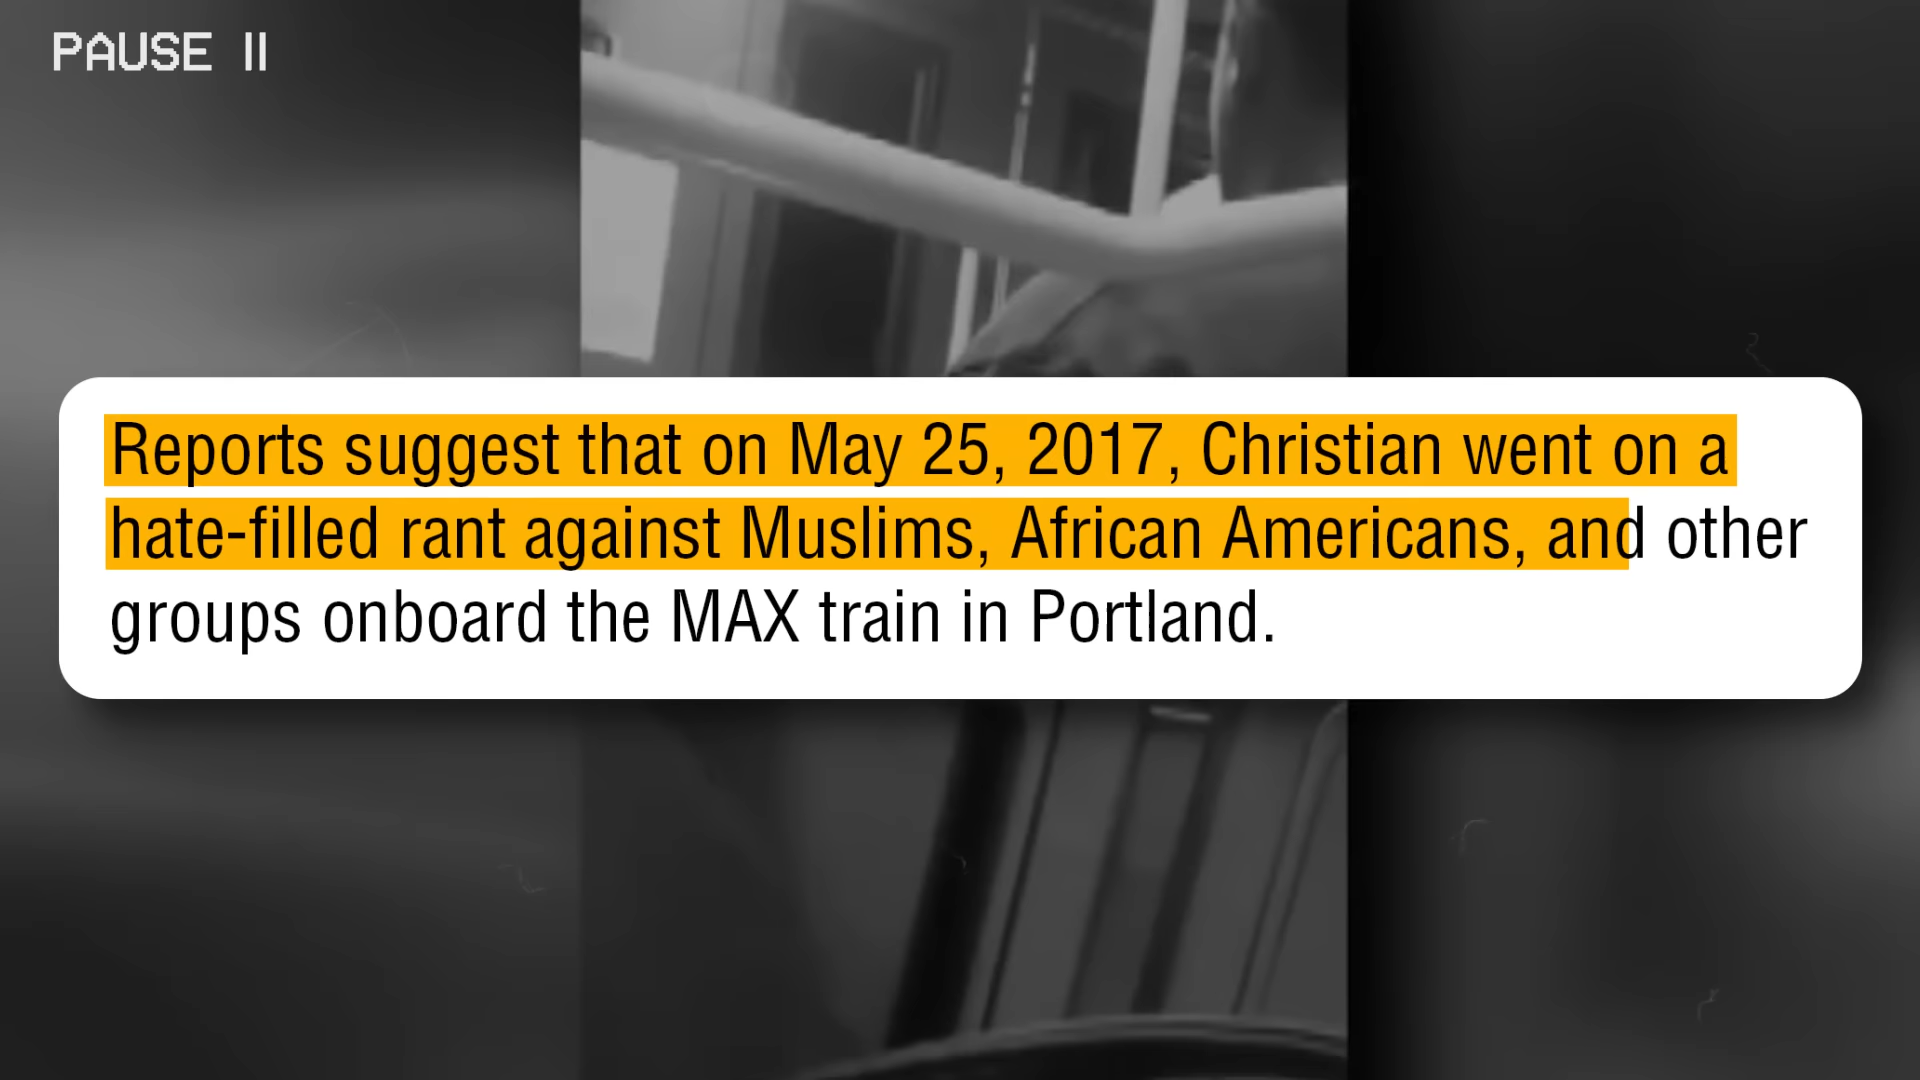 PAUSE II
Reports suggest that on May 25, 2017, Christian went on a
hate-filled rant against Muslims, African Americans, and other
groups onboard the MAX train in Portland.